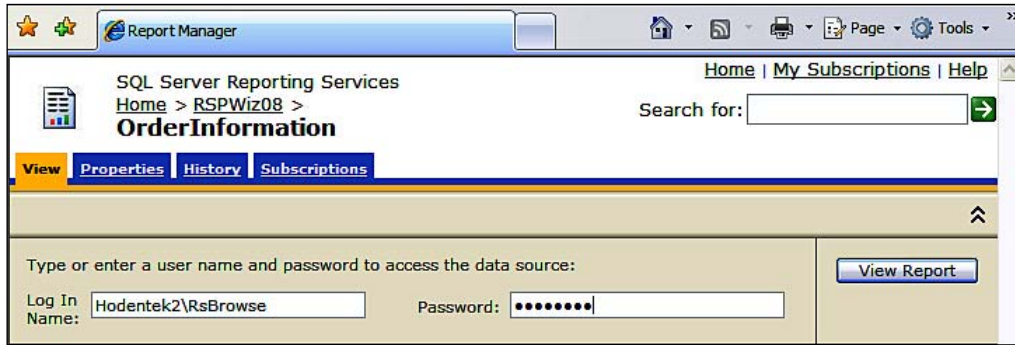 Report Manager
Page
Tools
»
Home | My Subscriptions | Help
SQL Server Reporting Services
Home > RSPWiz08 >
OrderInformation
Search for:
View Properties History Subscriptions
Type or enter a user name and password to access the data source:
View Report
Log In
Name:
Hodentek2\RsBrowse
Password: ●●●●●●●●